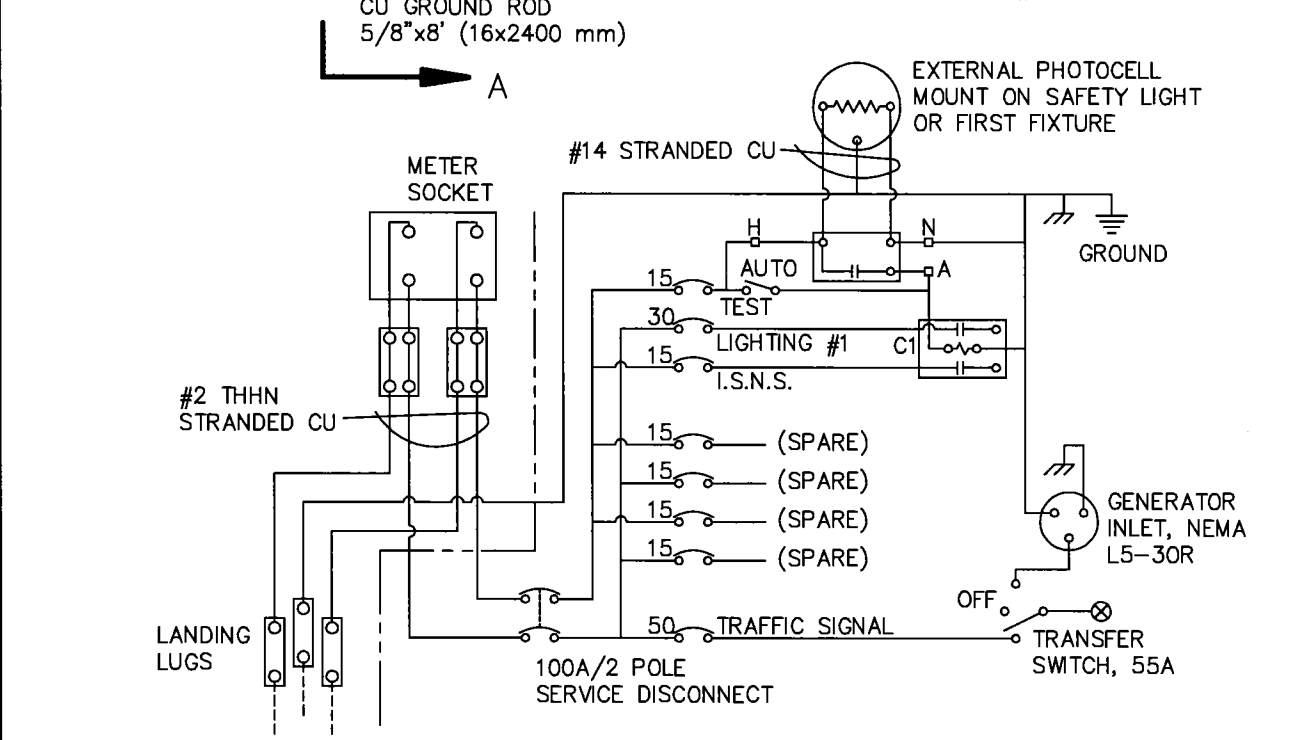 CU GROUND ROD
5/8"x8' (16x2400 mm)
A
EXTERNAL PHOTOCELL
MOUNT ON SAFETY LIGHT
OR FIRST FIXTURE
#14 STRANDED CU
METER
SOCKET
H
N
GROUND
AUTO
A
15
TEST
30
LIGHTING #1
C1
15
I.S.N.S.
#2 THHN
STRANDED CU
15
(SPARE)
15
(SPARE)
15
(SPARE)
15
(SPARE)
GENERATOR
INLET, NEMA
L5-30R
OFF
50
TRAFFIC SIGNAL
TRANSFER
SWITCH, 55A
LANDING
LUGS
100A/2 POLE
SERVICE DISCONNECT